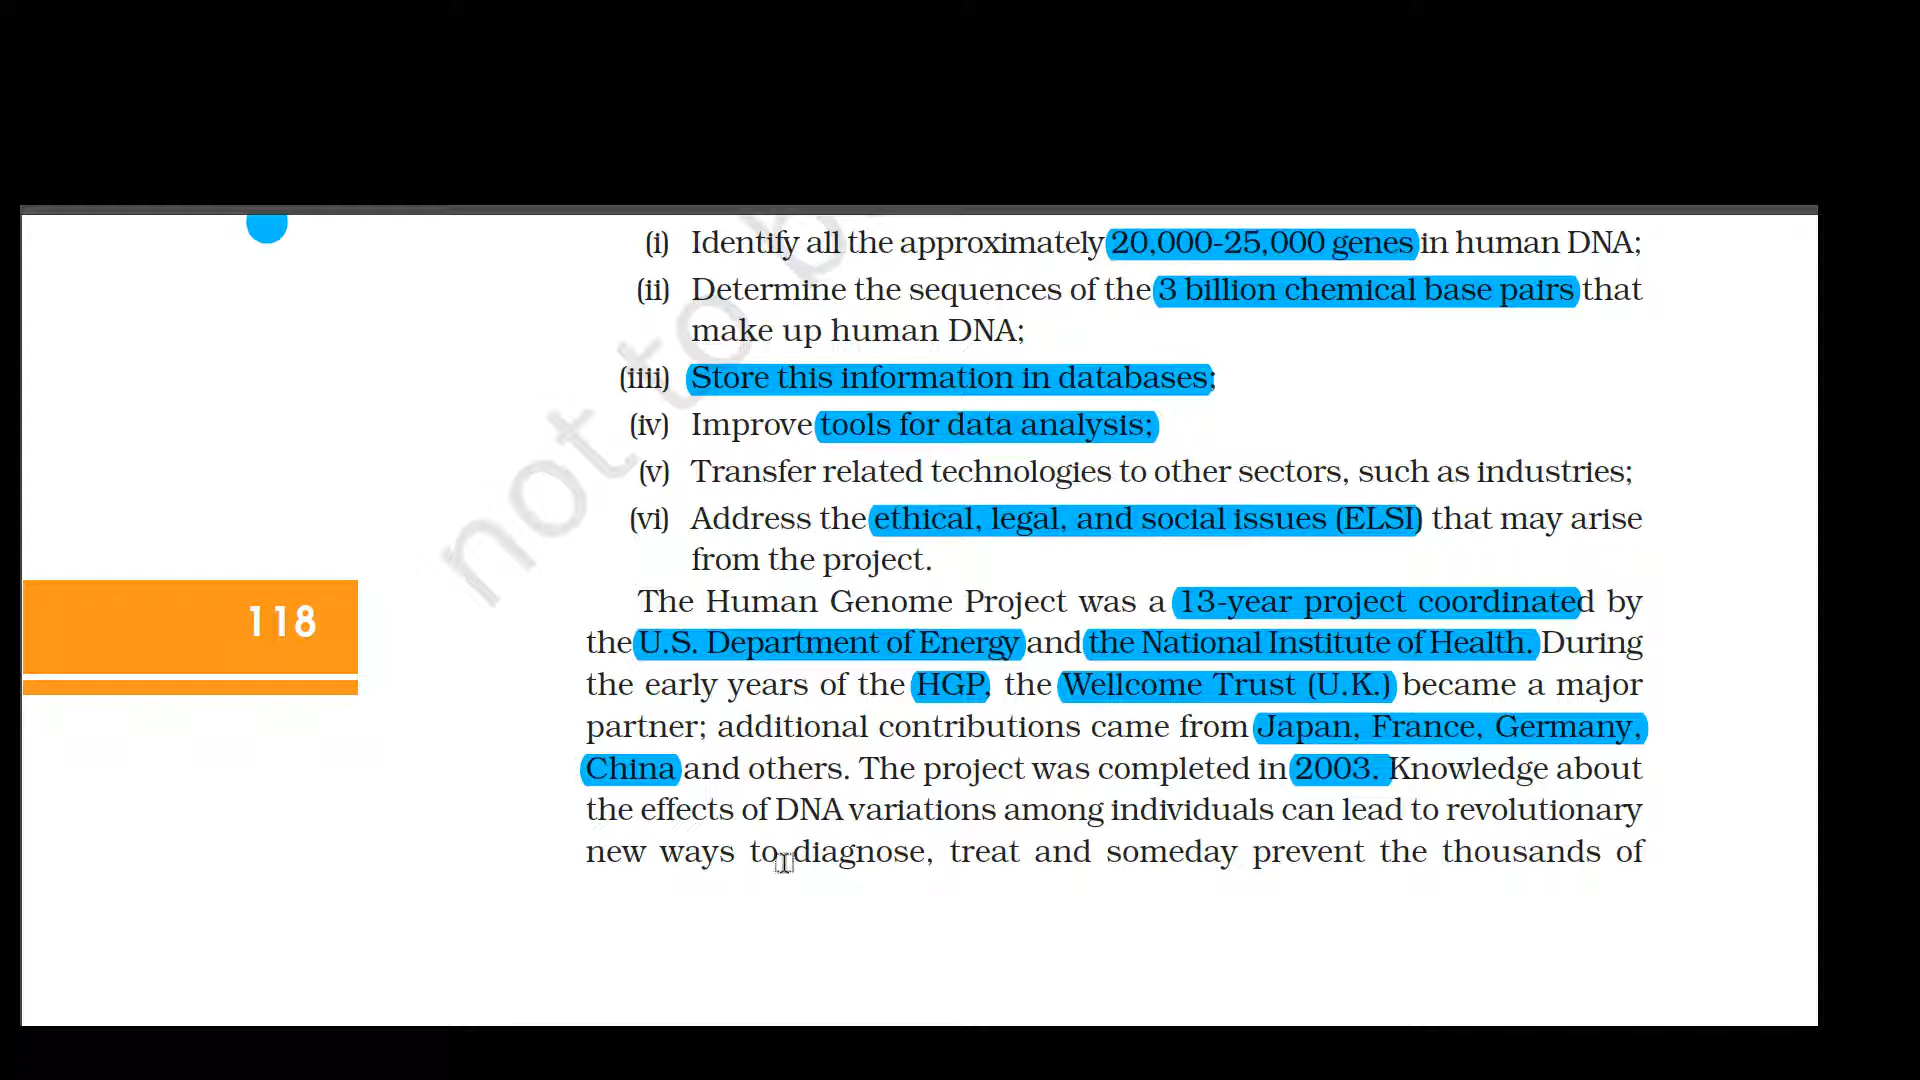 (i) Identify all the approximately 20,000-25,000 genes in human DNA;
(ii) Determine the sequences of the 3 billion chemical base pairs that
make up human DNA;
(iiii) Store this information in databases;
(iv) Improve tools for data analysis;
(v) Transfer related technologies to other sectors, such as industries;
(vi) Address the ethical, legal, and social issues (ELSI) that may arise
from the project.
The Human Genome Project was a 13-year project coordinated by
the U.S. Department of Energy and the National Institute of Health. During
the early years of the HGP, the Wellcome Trust (U.K.) became a major
partner; additional contributions came from Japan, France, Germany,
China and others. The project was completed in 2003. Knowledge about
the effects of DNA variations among individuals can lead to revolutionary
new ways to diagnose, treat and someday prevent the thousands of
118
not to b